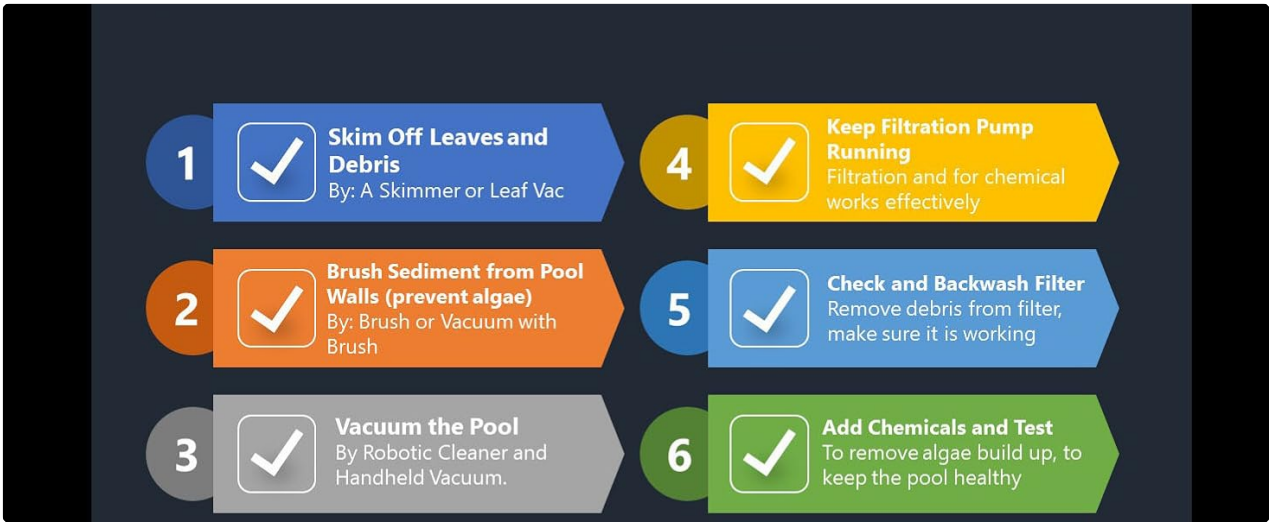 1
Skim Off Leaves and
Debris
By: A Skimmer or Leaf Vac
2
Brush Sediment from Pool
Walls (prevent algae)
By: Brush or Vacuum with
Brush
3
Vacuum the Pool
By Robotic Cleaner and
Handheld Vacuum.
4
Keep Filtration Pump
Running
Filtration and for chemical
works effectively
5
Check and Backwash Filter
Remove debris from filter,
make sure it is working
6
Add Chemicals and Test
To remove algae build up, to
keep the pool healthy